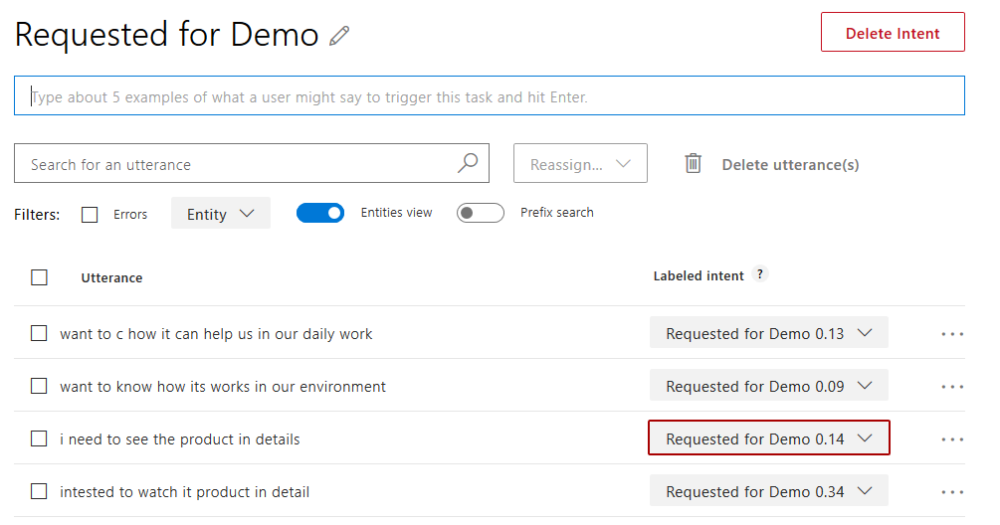 Requested for Demo
Delete Intent
Type about 5 examples of what a user might say to trigger this task and hit Enter.
Search for an utterance
Reassign...
Delete utterance(s)
Filters:
Errors
Entity
Entities view
Prefix search
Utterance
Labeled intent ?
want to c how it can help us in our daily work
Requested for Demo 0.13
want to know how its works in our environment
Requested for Demo 0.09
i need to see the product in details
Requested for Demo 0.14
intested to watch it product in detail
Requested for Demo 0.34